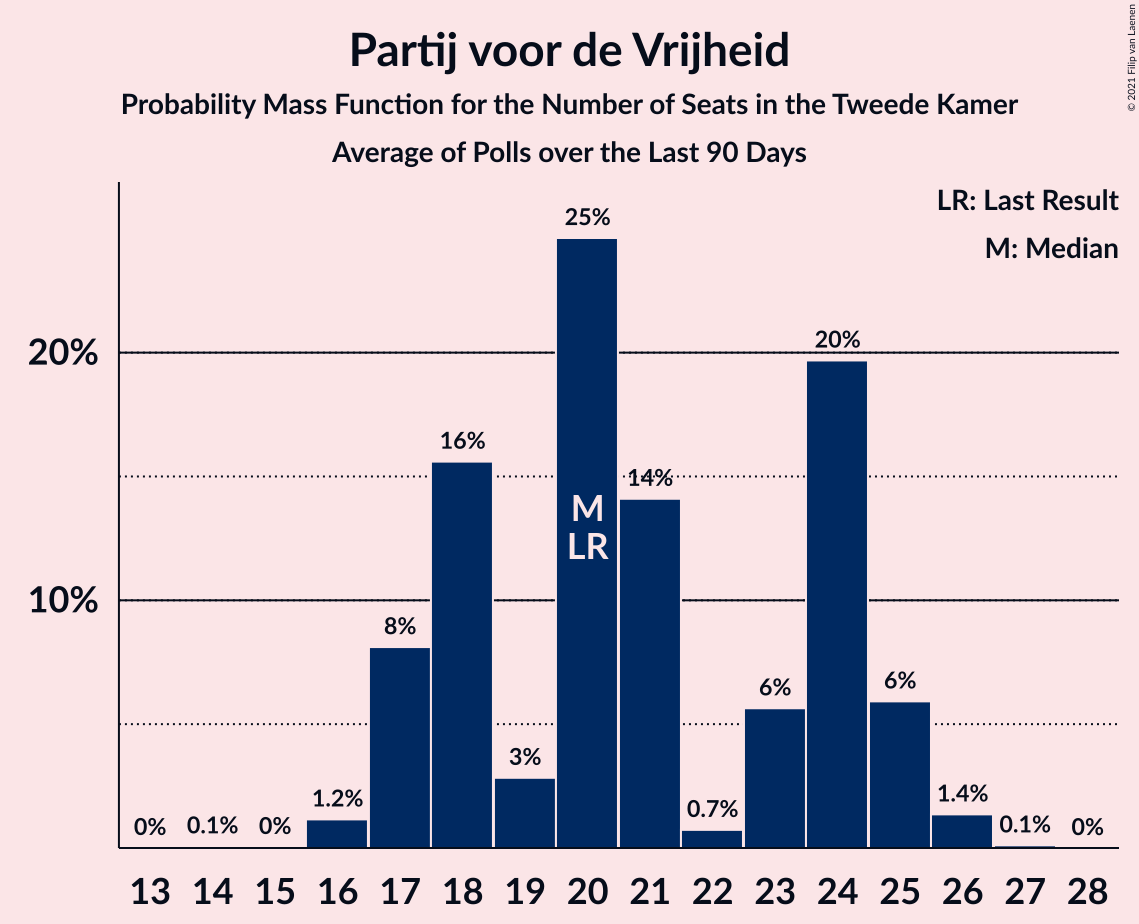 Partij voor de Vrijheid
Probability Mass Function for the Number of Seats in the Tweede Kamer
Average of Polls over the Last 90 Days
© 2021 Filip van Laenen
LR: Last Result
M: Median
20%
10%
0%
0.1%
0%
1.2%
8%
16%
3%
25%
M
LR
14%
0.7%
6%
20%
6%
1.4%
0.1%
0%
13 14 15 16 17 18 19 20 21 22 23 24 25 26 27 28